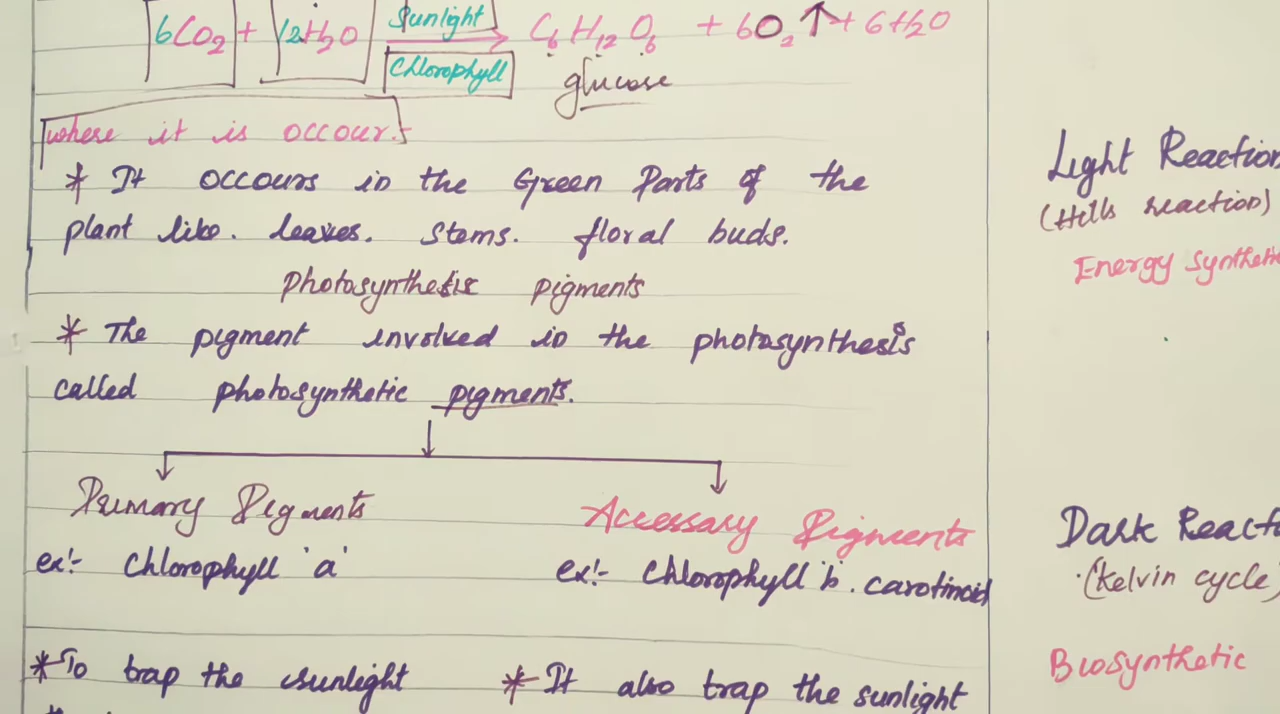 6CO2 + 12H2O Sunlight Chlorophyll C6H12O6 + 6O2 ↑ + 6H2O
glucose
where it is occour:-
* It occours in the Green Parts of the
plant like. leaves. stems. floral buds.
Photosynthesis pigments
* The pigment involved in the photosynthesis
called photosynthetic pigments.
Primary Pigments
ex:- Chlorophyll 'a'
* To trap the sunlight
Accessary Pigments
ex:- Chlorophyll 'b'. carotinoid
* It also trap the sunlight
Light Reaction
(Hills reaction)
Energy synthetic
Dark Reacti
(Kelvin cycle)
Biosynthetic